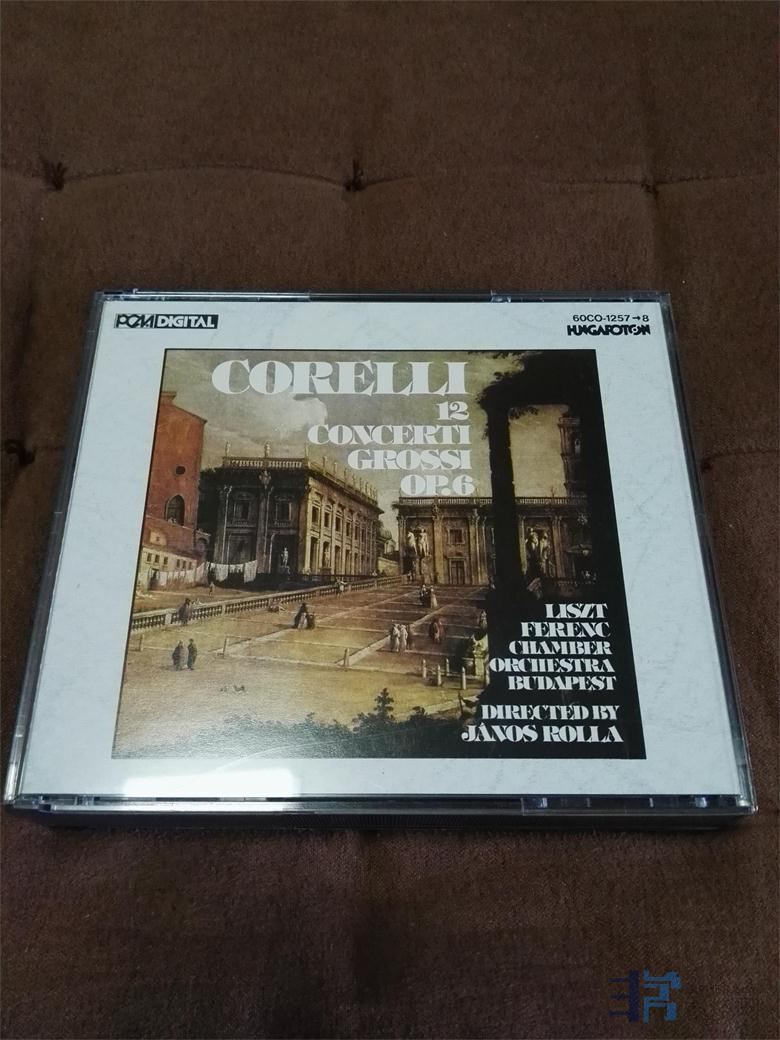 PCM DIGITAL
60CO-1257→8
HUNGAROTON
CORELLI
12
CONCERTI
GROSSI
OP.6
LISZT
FERENC
CHAMBER
ORCHESTRA
BUDAPEST
DIRECTED BY
JÁNOS ROLLA